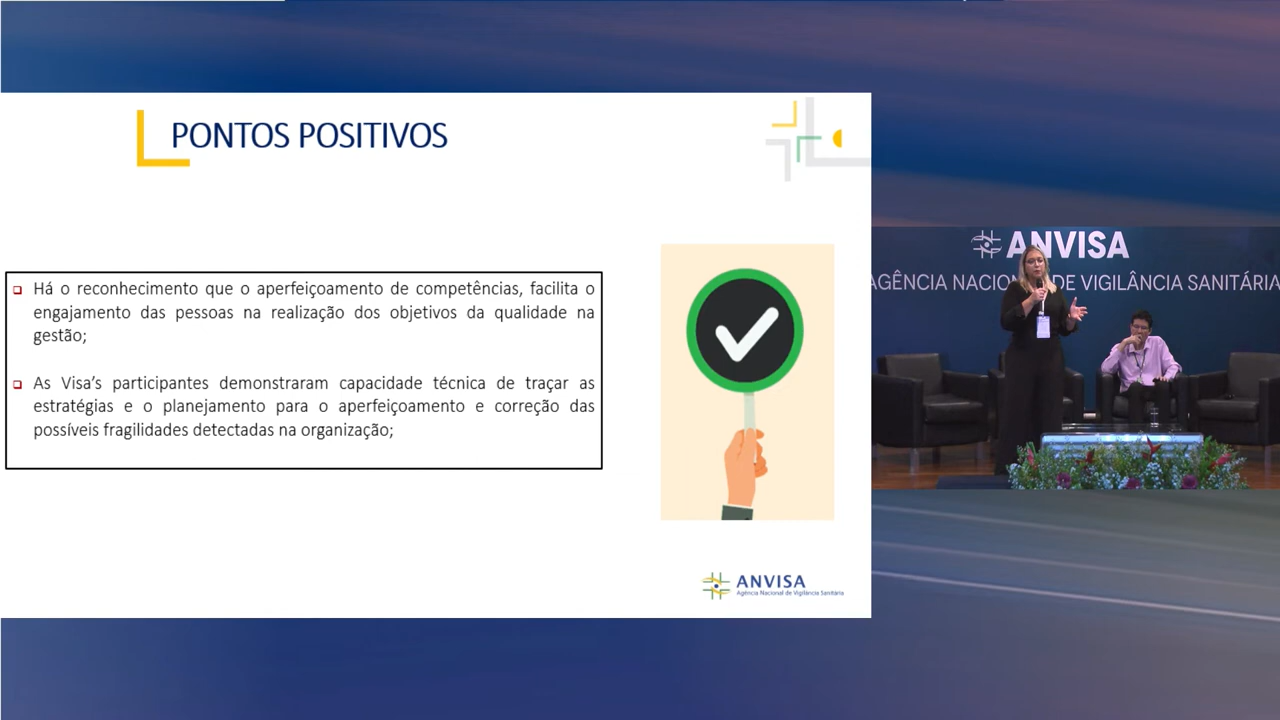 PONTOS POSITIVOS
Há o reconhecimento que o aperfeiçonamento de competências, facilita o
engajamento das pessoas na realização dos objetivos da qualidade na
gestão;
As Visa’s participantes demonstraram capacidade técnica de traçar as
estratégias e o planejamento para o aperfeiçoamento e correção das
possíveis fragilidades detectadas na organização;
ANVISA
Agência Nacional de Vigilância Sanitária
ANVISA
AGÊNCIA NACIONAL DE VIGILÂNCIA SANITÁRIA